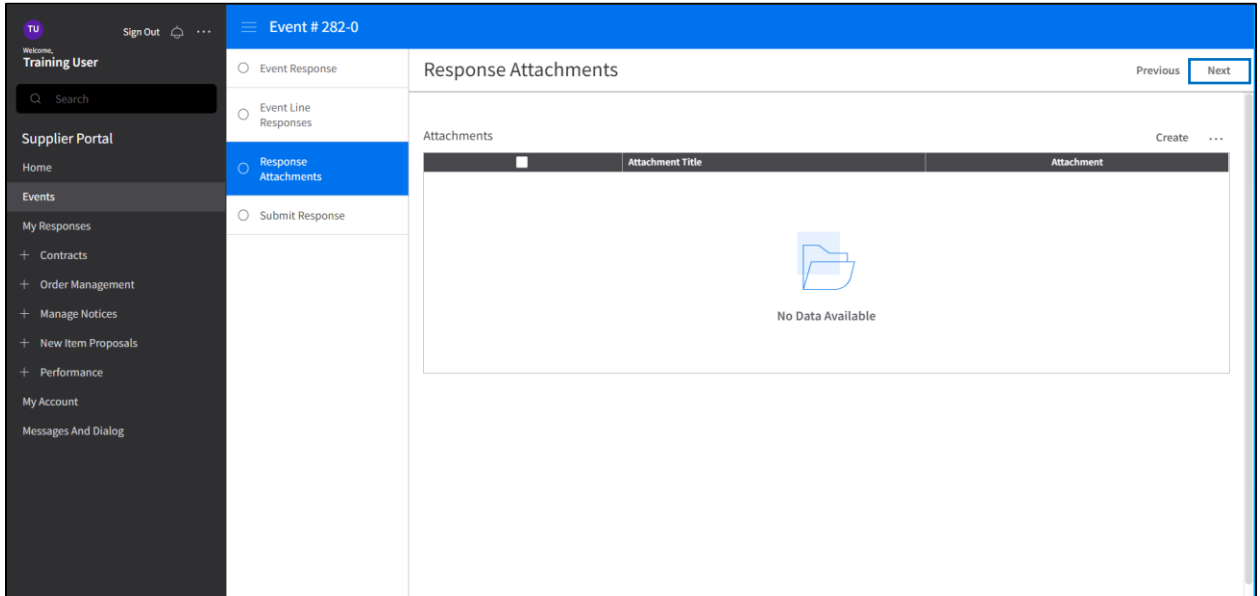 TU
Sign Out
Welcome,
Training User
Search
Supplier Portal
Home
Events
My Responses
Contracts
Order Management
Manage Notices
New Item Proposals
Performance
My Account
Messages And Dialog
Event # 282-0
Event Response
Event Line
Responses
Response
Attachments
Submit Response
Response Attachments
Previous
Next
Attachments
Create
Attachment Title
Attachment
No Data Available